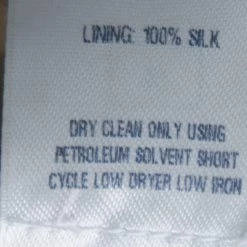 LINING: 100% SILK
DRY CLEAN ONLY USING
PETROLEUM SOLVENT SHORT
CYCLE LOW DRYER LOW IRON